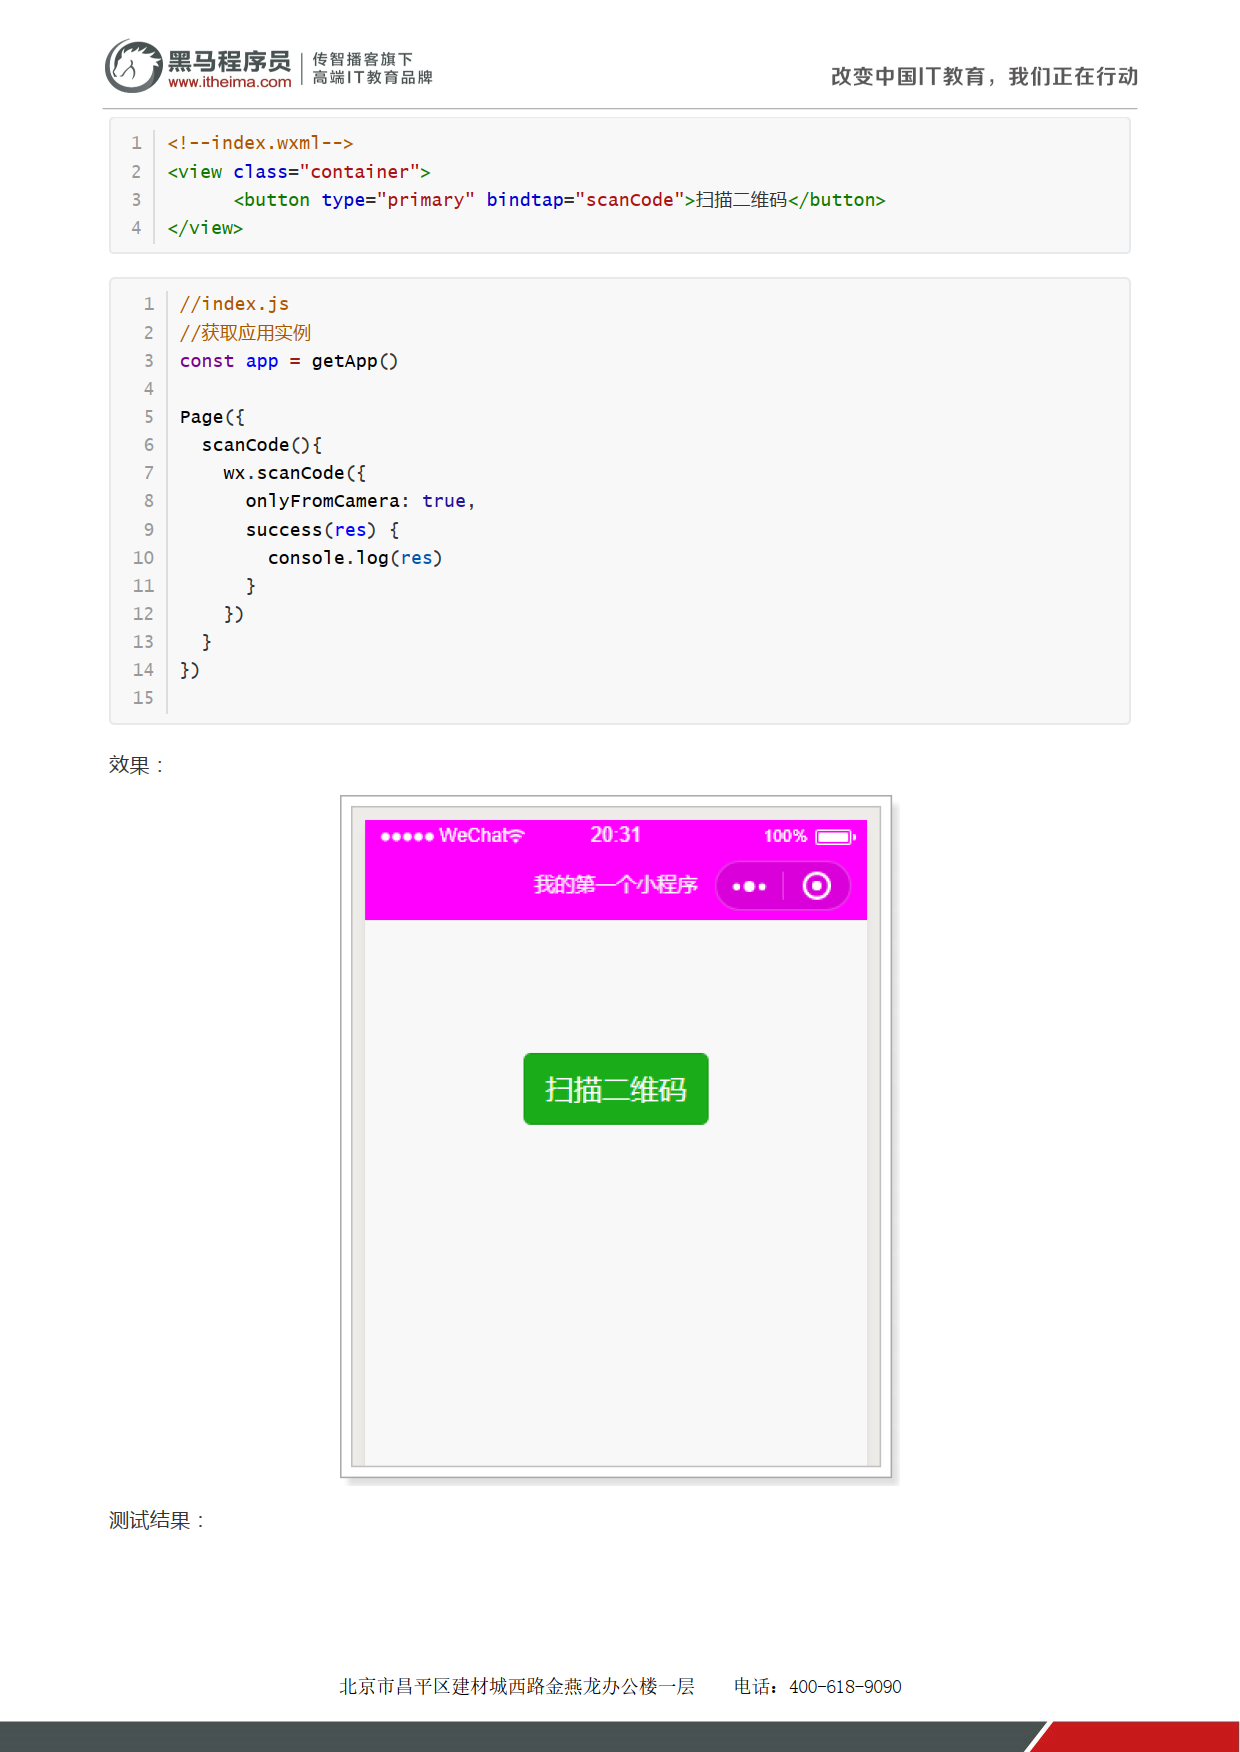 黑马程序员
www.itheima.com
传智播客旗下
高端IT教育品牌
改变中国IT教育，我们正在行动
1 <!--index.wxml-->
2 <view class="container">
3       <button type="primary" bindtap="scanCode">扫描二维码</button>
4 </view>
1 //index.js
2 //获取应用实例
3 const app = getApp()
4
5 Page({
6   scanCode(){
7     wx.scanCode({
8       onlyFromCamera: true,
9       success(res) {
10         console.log(res)
11       }
12     })
13   }
14 })
15
效果：
WeChat 20:31 100%
我的第一个小程序
扫描二维码
测试结果：
北京市昌平区建材城西路金燕龙办公楼一层 电话：400-618-9090